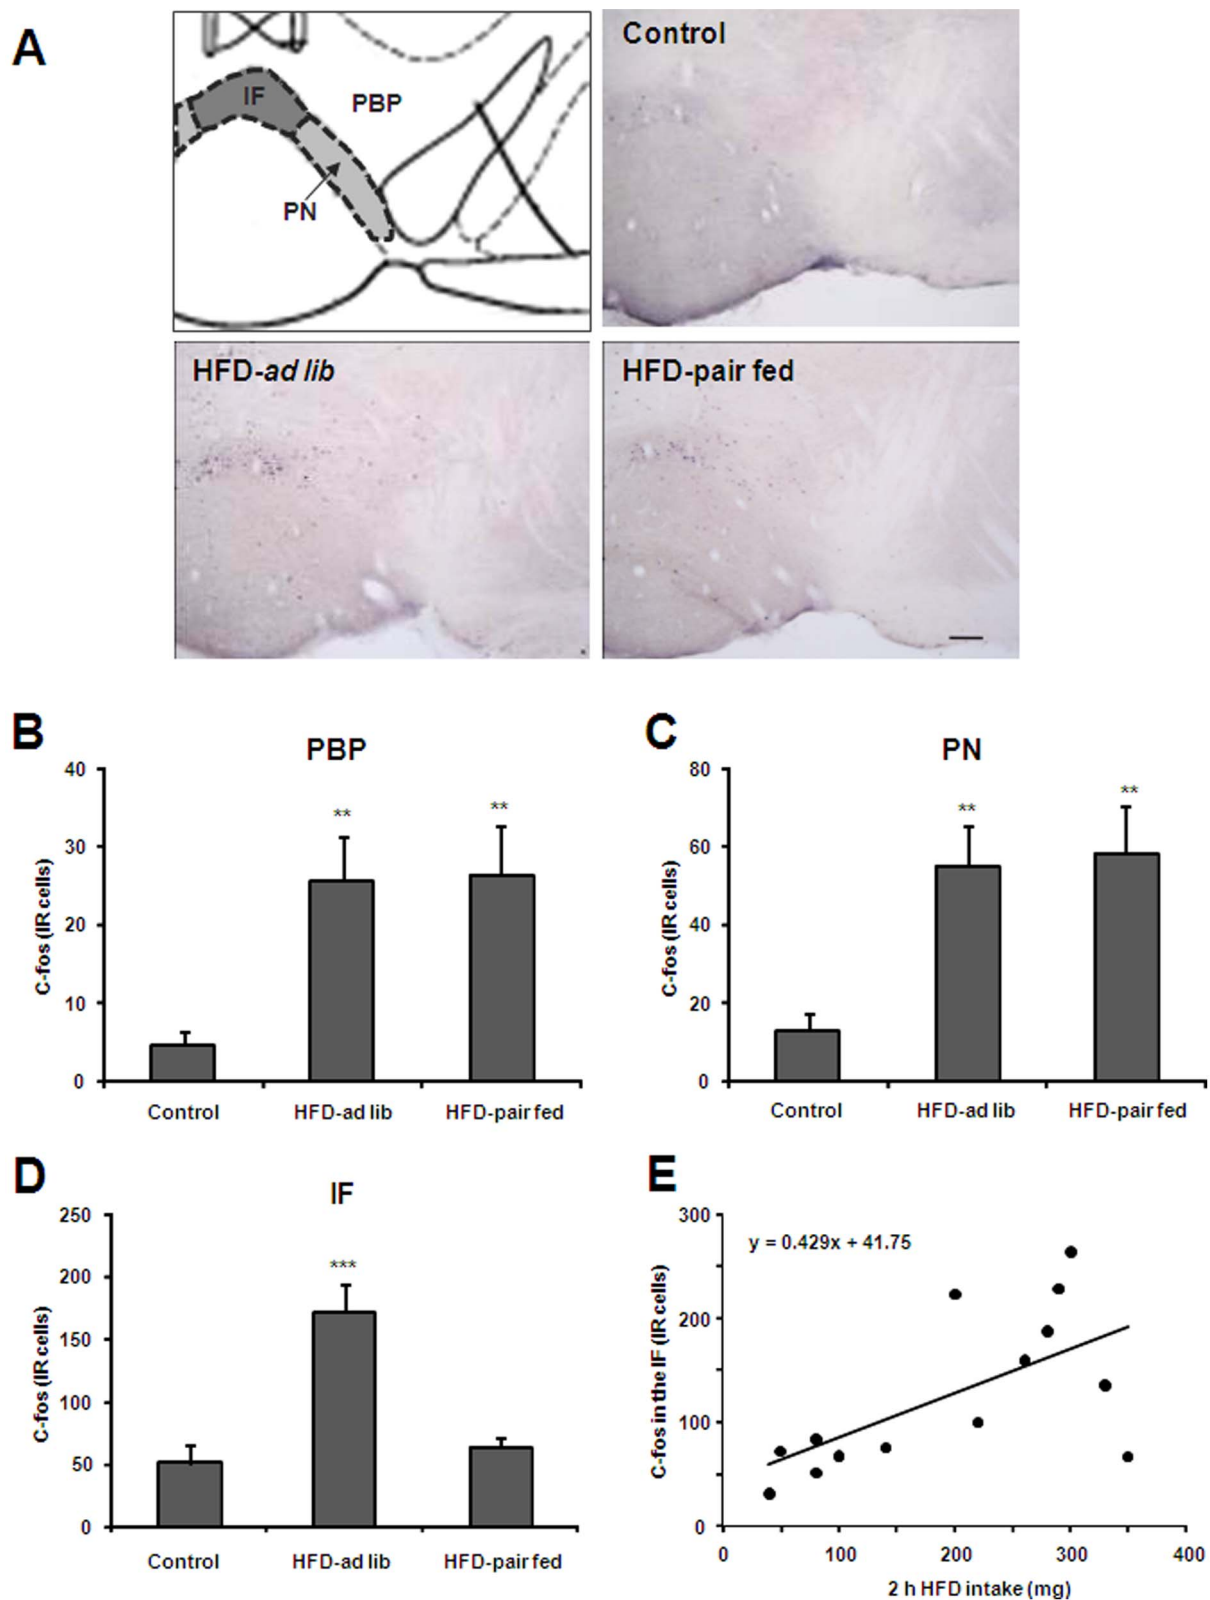 A
IF
PBP
PN
Control
HFD-ad lib
HFD-pair fed
B
PBP
40
30
20
10
0
C-fos (IR cells)
**
**
Control
HFD-ad lib
HFD-pair fed
C
PN
80
60
40
20
0
C-fos (IR cells)
**
**
Control
HFD-ad lib
HFD-pair fed
D
IF
250
200
150
100
50
0
C-fos (IR cells)
***
Control
HFD-ad lib
HFD-pair fed
E
300
200
100
0
C-fos in the IF (IR cells)
y = 0.429x + 41.75
0
100
200
300
400
2 h HFD intake (mg)